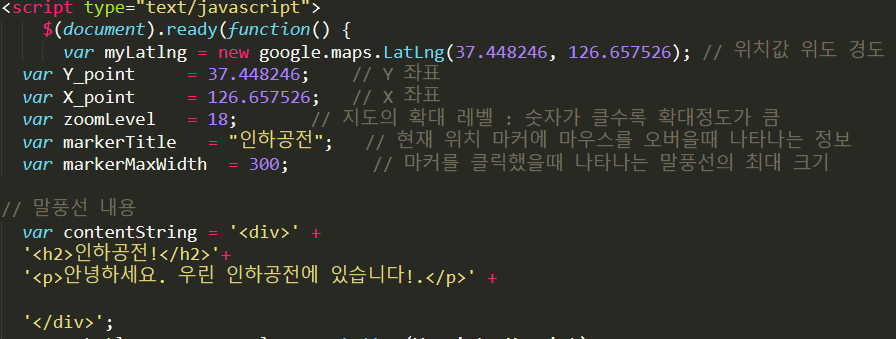 <script type="text/javascript">
$(document).ready(function() {
var myLatlng = new google.maps.LatLng(37.448246, 126.657526); // 위치값 위도 경도
var Y_point = 37.448246; // Y 좌표
var X_point = 126.657526; // X 좌표
var zoomLevel = 18; // 지도의 확대 레벨 : 숫자가 클수록 확대정도가 큼
var markerTitle = "인하공전"; // 현재 위치 마커에 마우스를 오버을때 나타나는 정보
var markerMaxWidth = 300; // 마커를 클릭했을때 나타나는 말풍선의 최대 크기
// 말풍선 내용
var contentString = '<div>' +
'<h2>인하공전!</h2>'+
'<p>안녕하세요. 우린 인하공전에 있습니다!.</p>' +
'</div>';